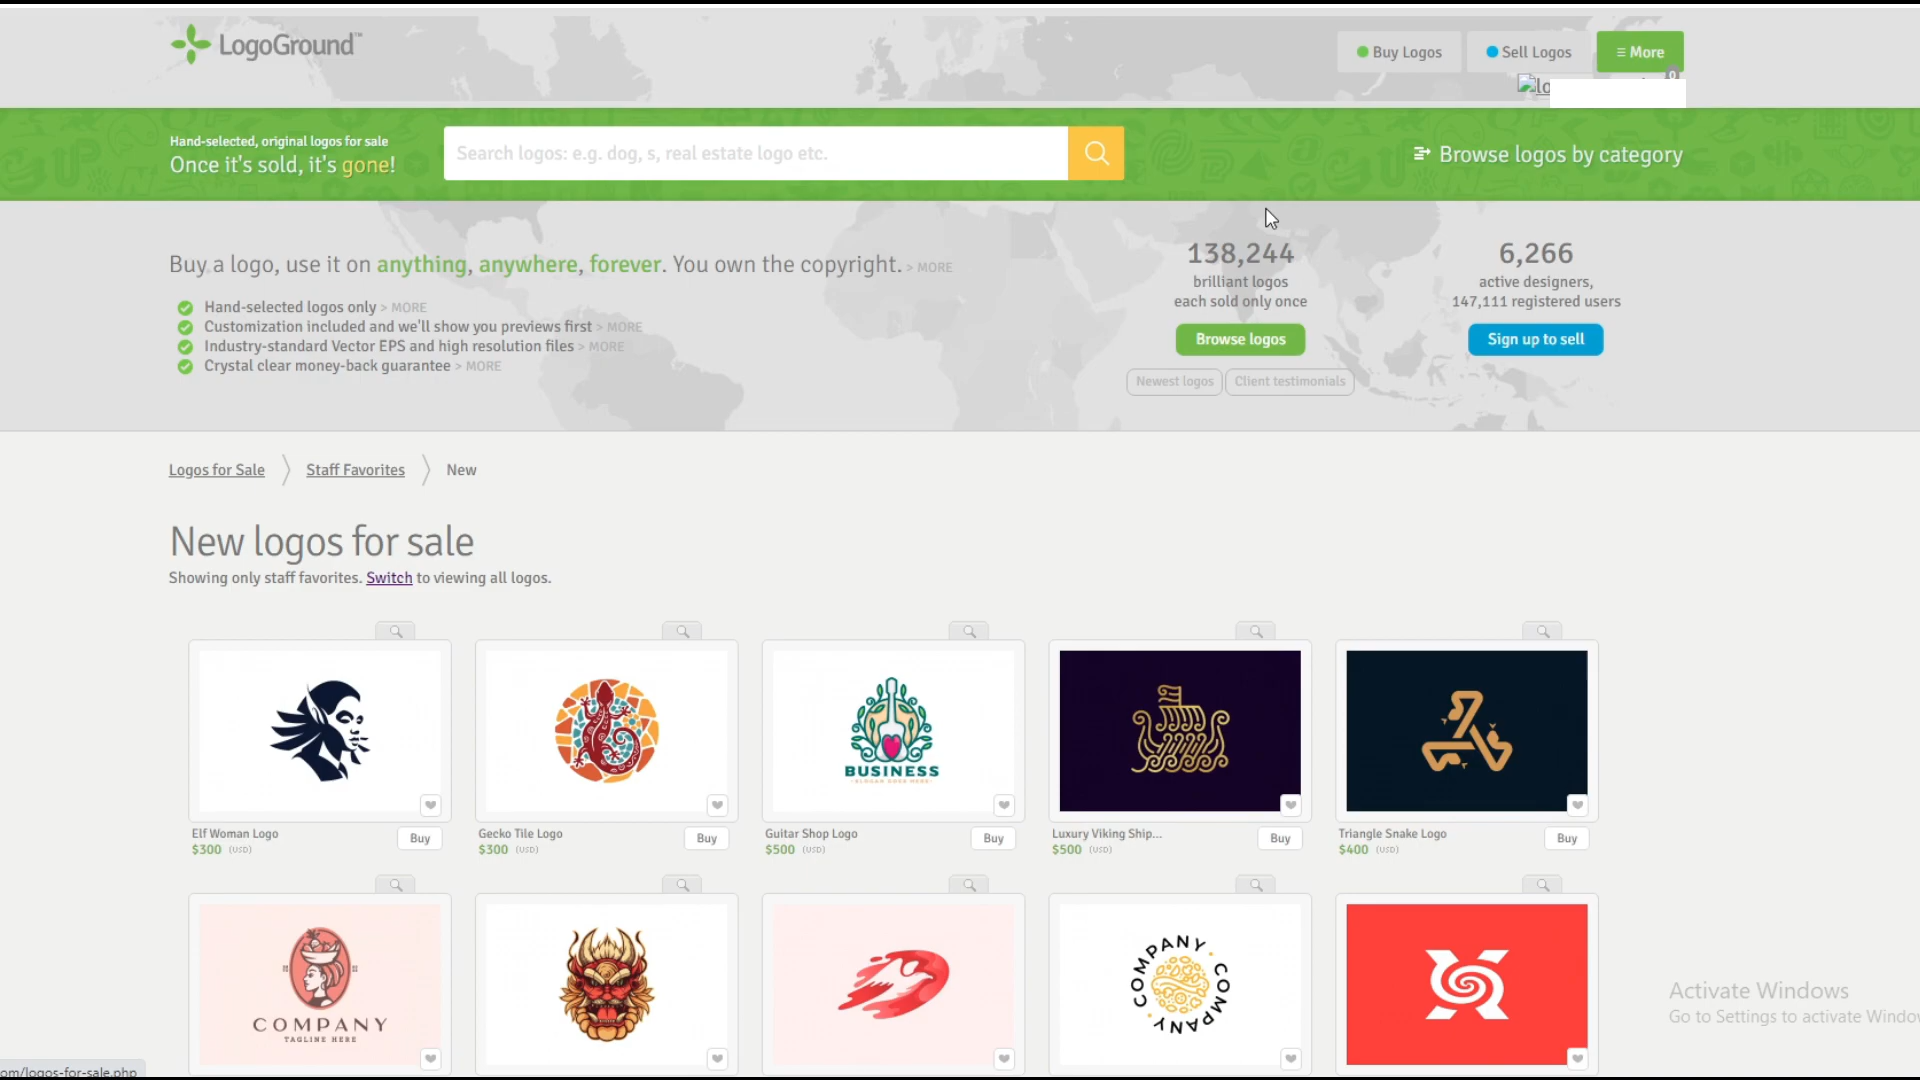 LogoGround™
Buy Logos
Sell Logos
≡ More
0
lo
Hand-selected, original logos for sale
Once it's sold, it's gone!
Search logos: e.g. dog, s, real estate logo etc.
Browse logos by category
Buy a logo, use it on anything, anywhere, forever. You own the copyright. > MORE
Hand-selected logos only > MORE
Customization included and we'll show you previews first > MORE
Industry-standard Vector EPS and high resolution files > MORE
Crystal clear money-back guarantee > MORE
138,244
brilliant logos
each sold only once
Browse logos
Newest logos
Client testimonials
6,266
active designers,
147,111 registered users
Sign up to sell
Logos for Sale
Staff Favorites
New
New logos for sale
Showing only staff favorites. Switch to viewing all logos.
BUSINESS
SLOGAN GOES HERE
Elf Woman Logo
$300 (USD)
Buy
Gecko Tile Logo
$300 (USD)
Buy
Guitar Shop Logo
$500 (USD)
Buy
Luxury Viking Ship...
$500 (USD)
Buy
Triangle Snake Logo
$400 (USD)
Buy
COMPANY
TAGLINE HERE
COMPANY · COMPANY · COMPANY
Activate Windows
Go to Settings to activate Windo
om/logos-for-sale.php